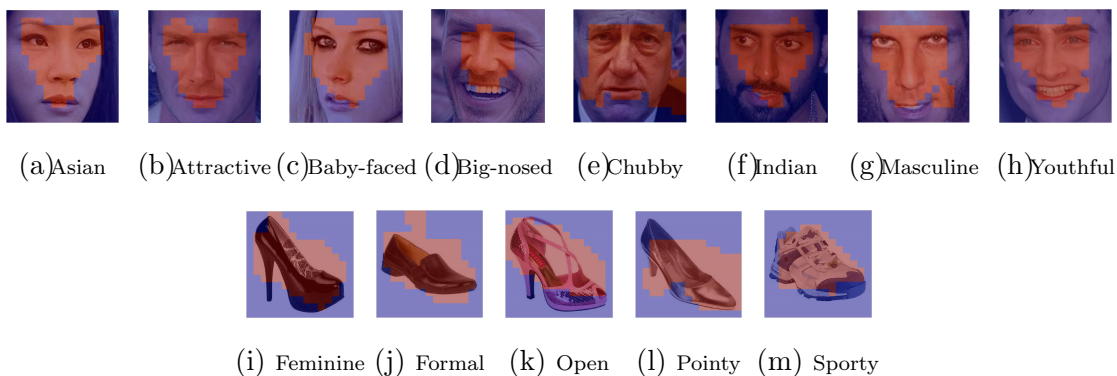 (a)Asian (b)Attractive (c)Baby-faced (d)Big-nosed (e)Chubby (f)Indian (g)Masculine (h)Youthful
(i) Feminine (j) Formal (k) Open (l) Pointy (m) Sporty